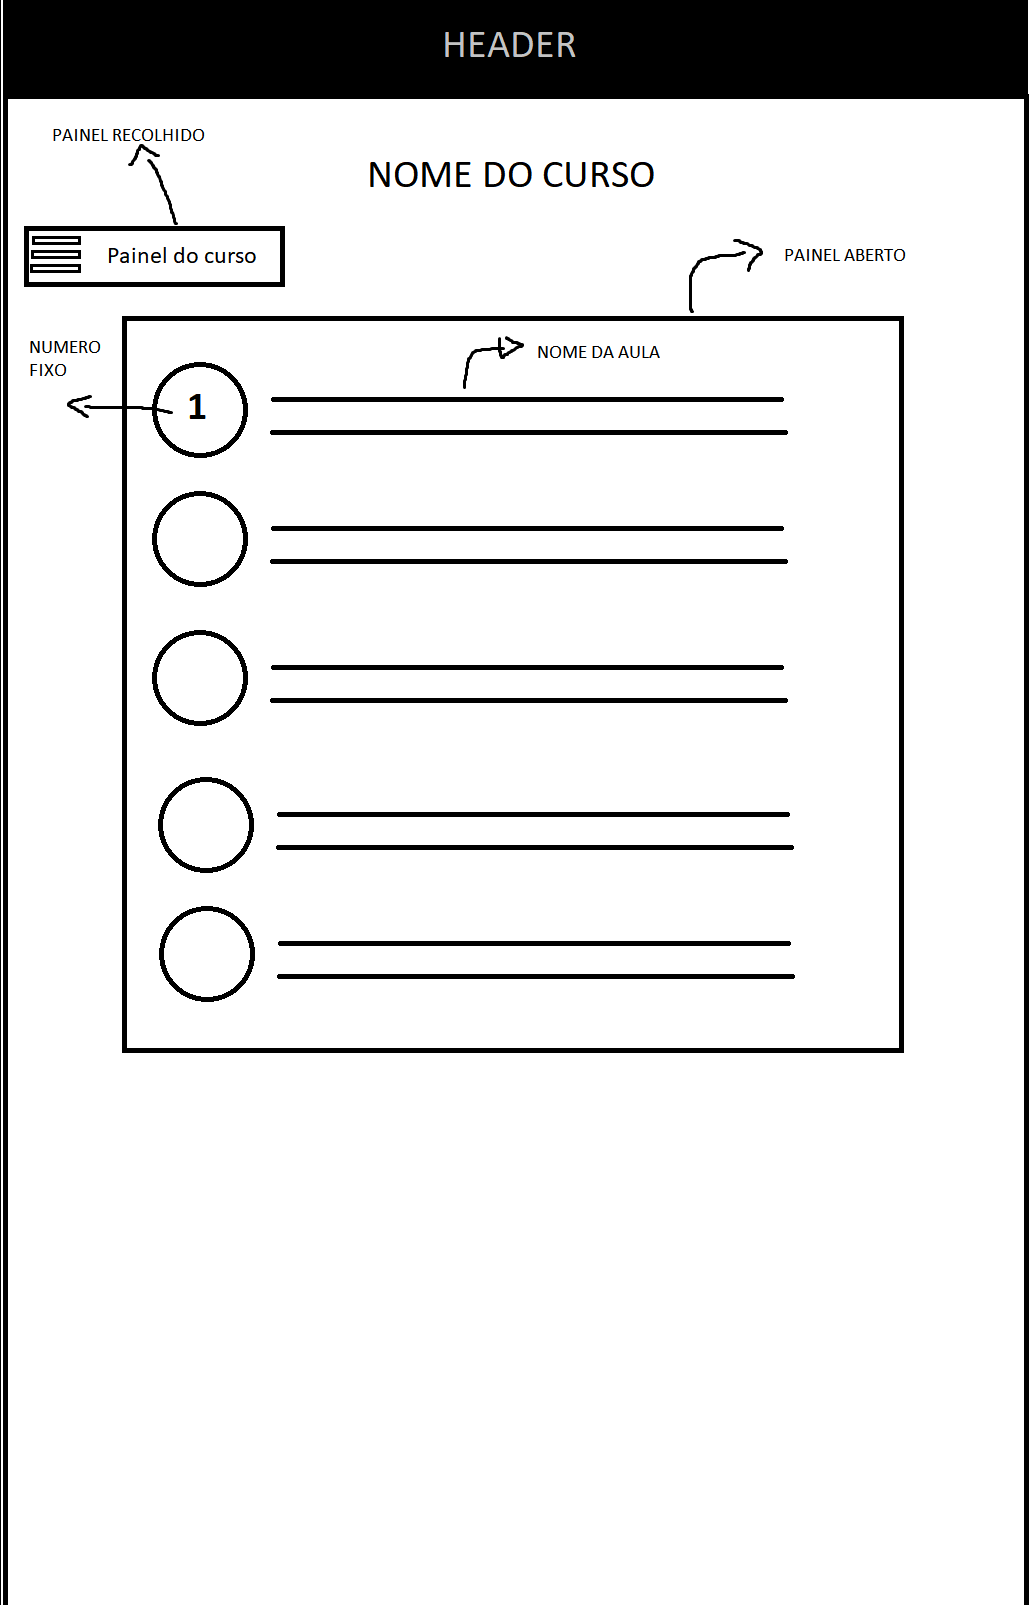 HEADER
PAINEL RECOLHIDO
NOME DO CURSO
Painel do curso
PAINEL ABERTO
NUMERO
FIXO
NOME DA AULA
1